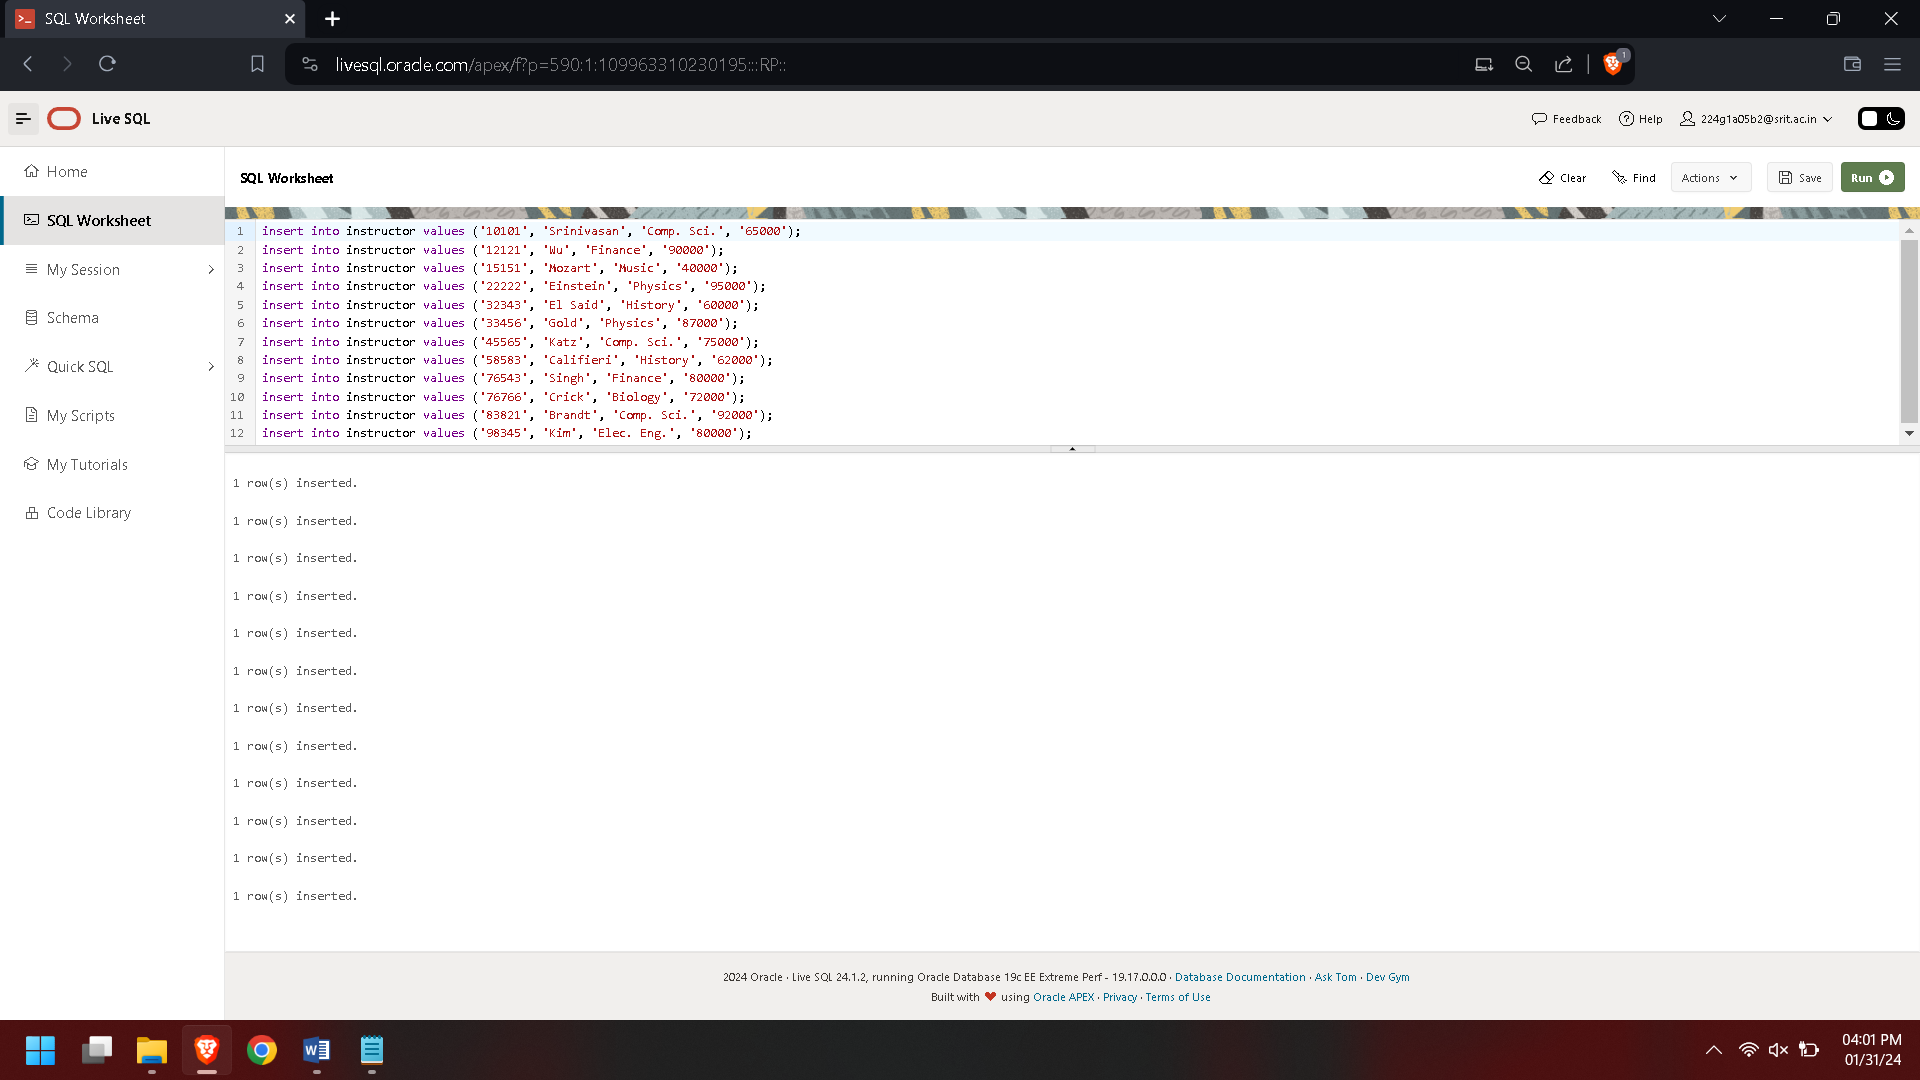 SQL Worksheet
livesql.oracle.com/apex/f?p=590:1:109963310230195:::RP::
1
Live SQL
Feedback
Help
224g1a05b2@srit.ac.in
Home
SQL Worksheet
My Session
Schema
Quick SQL
My Scripts
My Tutorials
Code Library
SQL Worksheet
Clear
Find
Actions
Save
Run
1 insert into instructor values ('10101', 'Srinivasan', 'Comp. Sci.', '65000');
2 insert into instructor values ('12121', 'Wu', 'Finance', '90000');
3 insert into instructor values ('15151', 'Mozart', 'Music', '40000');
4 insert into instructor values ('22222', 'Einstein', 'Physics', '95000');
5 insert into instructor values ('32343', 'El Said', 'History', '60000');
6 insert into instructor values ('33456', 'Gold', 'Physics', '87000');
7 insert into instructor values ('45565', 'Katz', 'Comp. Sci.', '75000');
8 insert into instructor values ('58583', 'Califieri', 'History', '62000');
9 insert into instructor values ('76543', 'Singh', 'Finance', '80000');
10 insert into instructor values ('76766', 'Crick', 'Biology', '72000');
11 insert into instructor values ('83821', 'Brandt', 'Comp. Sci.', '92000');
12 insert into instructor values ('98345', 'Kim', 'Elec. Eng.', '80000');
1 row(s) inserted.
1 row(s) inserted.
1 row(s) inserted.
1 row(s) inserted.
1 row(s) inserted.
1 row(s) inserted.
1 row(s) inserted.
1 row(s) inserted.
1 row(s) inserted.
1 row(s) inserted.
1 row(s) inserted.
1 row(s) inserted.
2024 Oracle · Live SQL 24.1.2, running Oracle Database 19c EE Extreme Perf - 19.17.0.0.0 · Database Documentation · Ask Tom · Dev Gym
Built with ❤ using Oracle APEX · Privacy · Terms of Use
04:01 PM
01/31/24